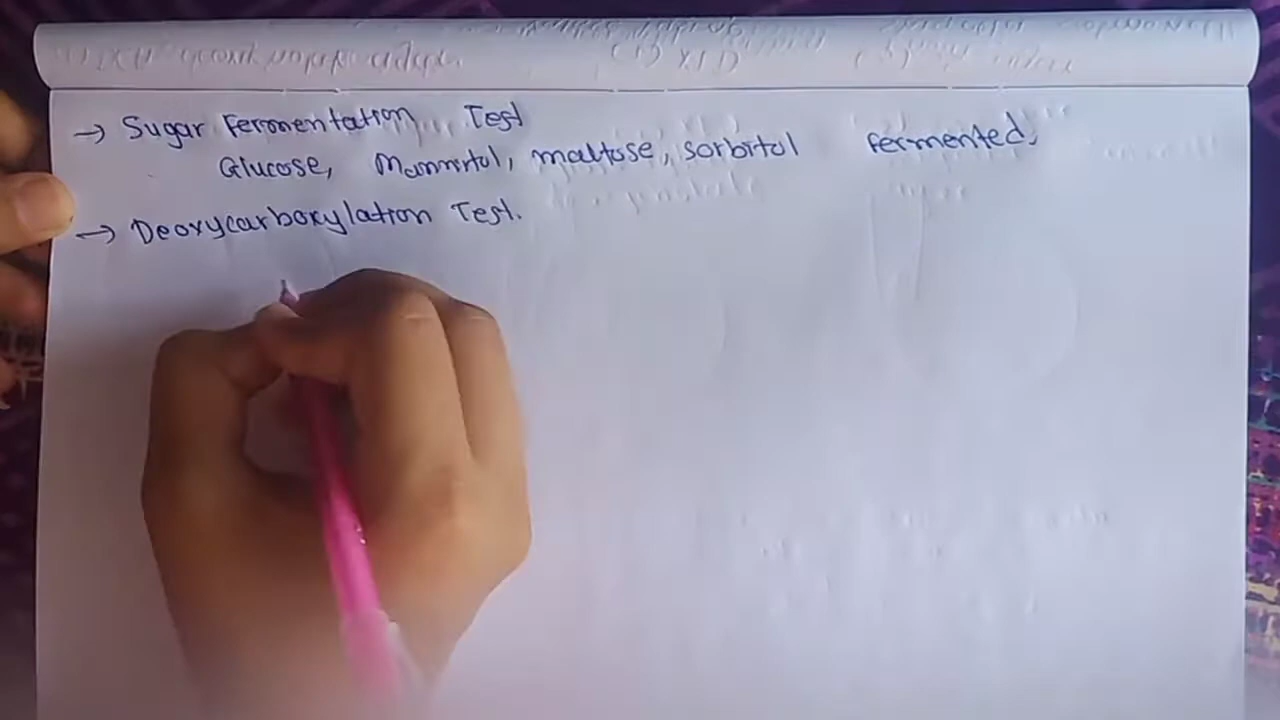 → Sugar Fermentation Test
Glucose, Mannitol, maltose, sorbitol fermented,
→ Deoxycarboxylation Test.